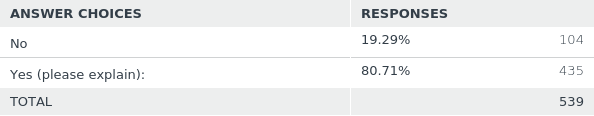 ANSWER CHOICES RESPONSES
No 19.29% 104
Yes (please explain): 80.71% 435
TOTAL 539